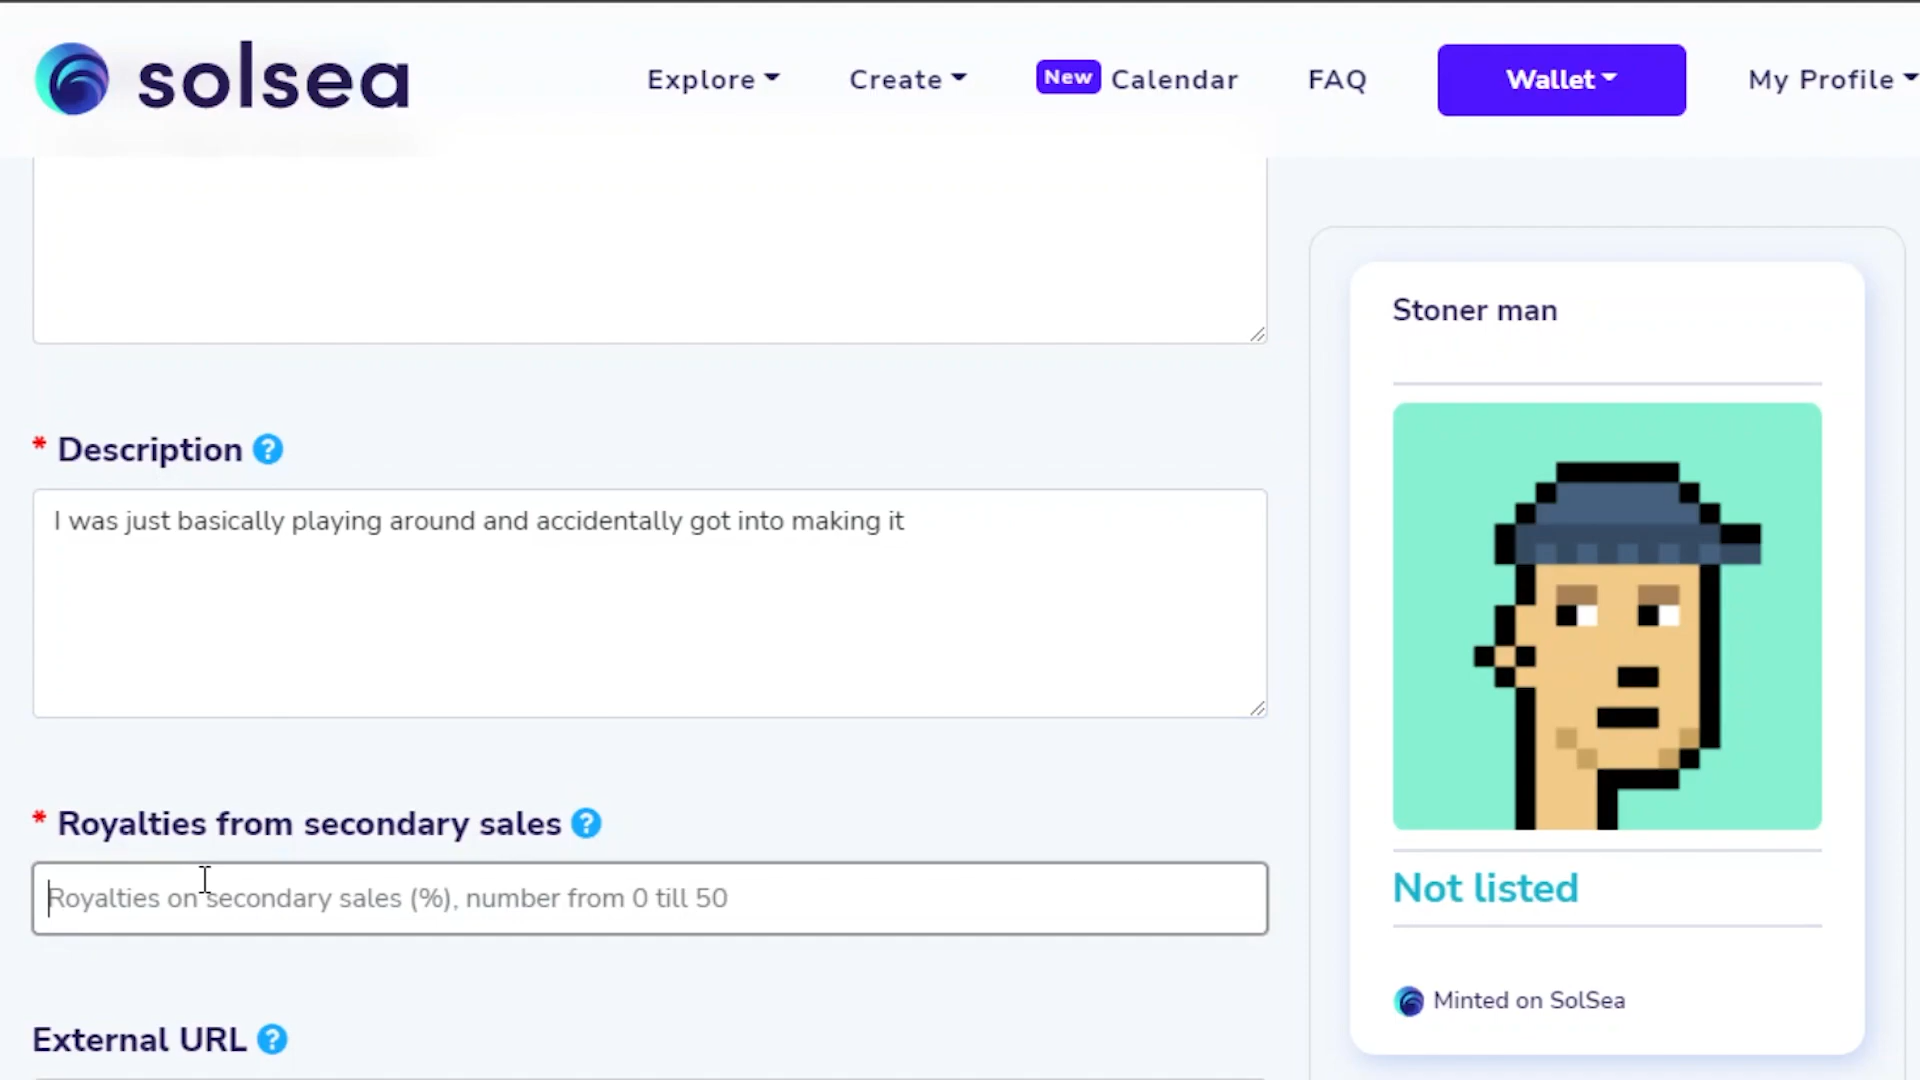 solsea
Explore
Create
New Calendar
FAQ
Wallet
My Profile
Stoner man
* Description ?
I was just basically playing around and accidentally got into making it
* Royalties from secondary sales ?
Royalties on secondary sales (%), number from 0 till 50
Not listed
Minted on SolSea
External URL ?